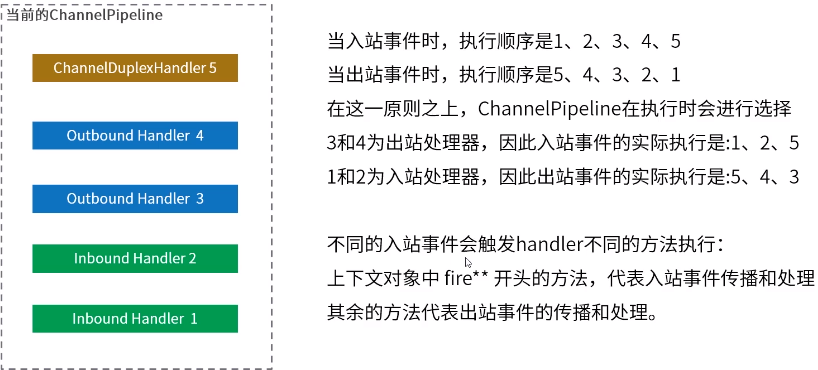 当前的ChannelPipeline
ChannelDuplexHandler 5
Outbound Handler 4
Outbound Handler 3
Inbound Handler 2
Inbound Handler 1
当入站事件时，执行顺序是1、2、3、4、5
当出站事件时，执行顺序是5、4、3、2、1
在这一原则之上，ChannelPipeline在执行时会进行选择
3和4为出站处理器，因此入站事件的实际执行是:1、2、5
1和2为入站处理器，因此出站事件的实际执行是:5、4、3
不同的入站事件会触发handler不同的方法执行：
上下文对象中 fire** 开头的方法，代表入站事件传播和处理
其余的方法代表出站事件的传播和处理。